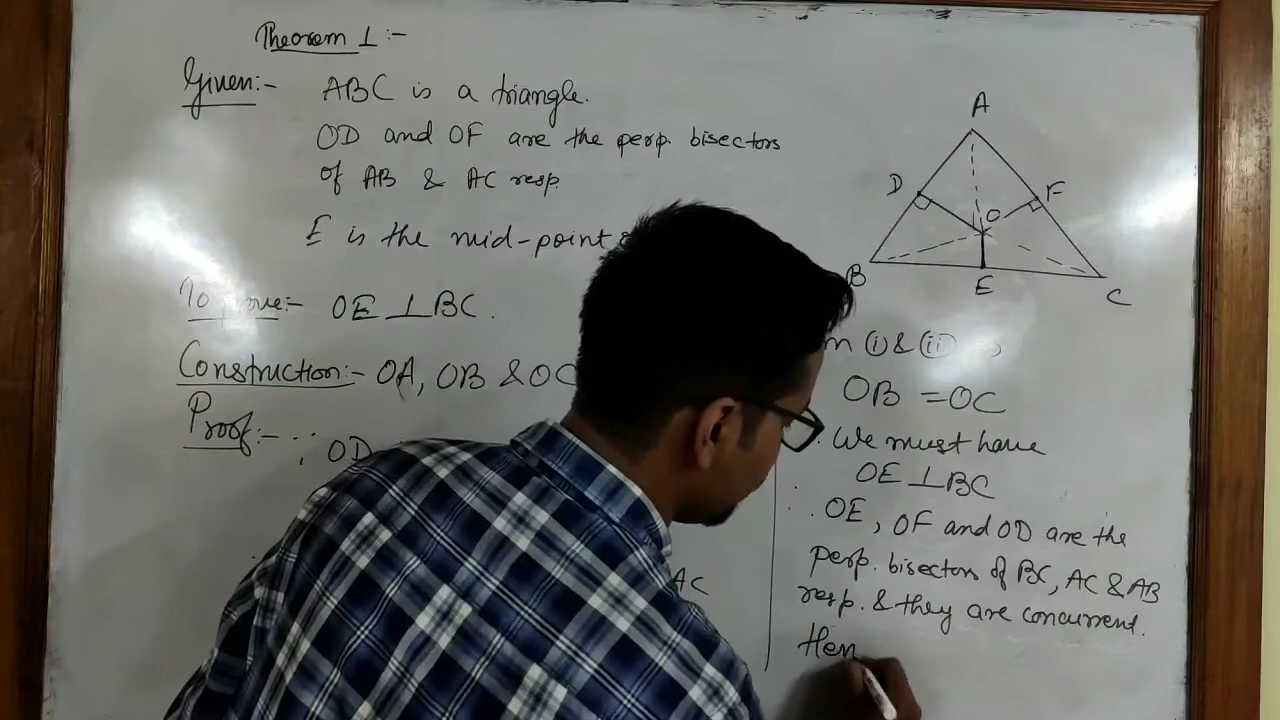 Theorem 1 :-
Given:- ABC is a triangle.
OD and OF are the perp. bisectors
of AB & AC resp.
E is the mid-point
To prove:- OE ⊥ BC.
Construction:- OA, OB & OC
Proof:- ∵ OD
AC
A
D
F
O
B
E
C
(i) & (ii)
OB = OC
We must have
OE ⊥ BC
∴ OE, OF and OD are the
perp. bisectors of BC, AC & AB
resp. & they are concurrent.
Hen